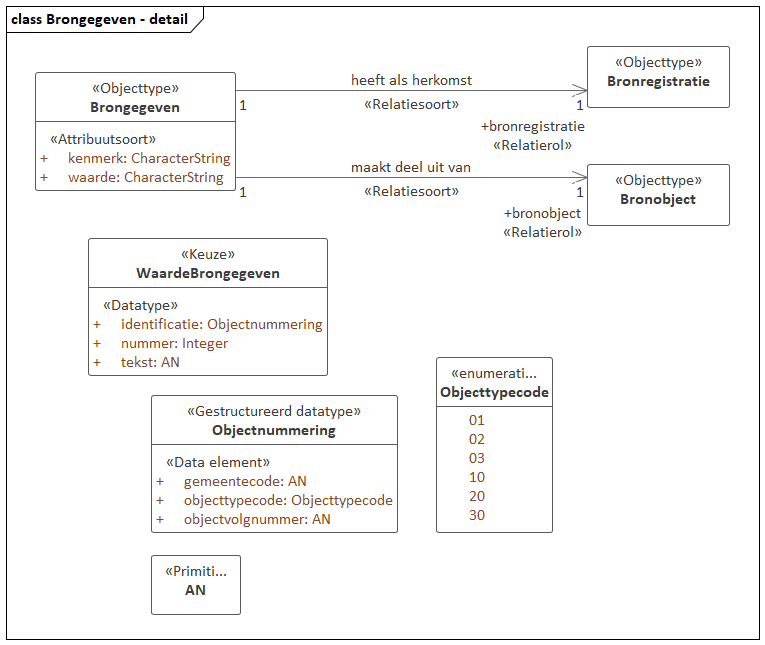 class Brongegeven - detail
«Objecttype»
Brongegeven
«Attribuutsoort»
+ kenmerk: CharacterString
+ waarde: CharacterString
heeft als herkomst
«Relatiesoort»
1
1
+bronregistratie
«Relatierol»
«Objecttype»
Bronregistratie
maakt deel uit van
«Relatiesoort»
1
1
+bronobject
«Relatierol»
«Objecttype»
Bronobject
«Keuze»
WaardeBrongegeven
«Datatype»
+ identificatie: Objectnummering
+ nummer: Integer
+ tekst: AN
«enumerati...
Objecttypecode
01
02
03
10
20
30
«Gestructureerd datatype»
Objectnummering
«Data element»
+ gemeentecode: AN
+ objecttypecode: Objecttypecode
+ objectvolgnummer: AN
«Primiti...
AN